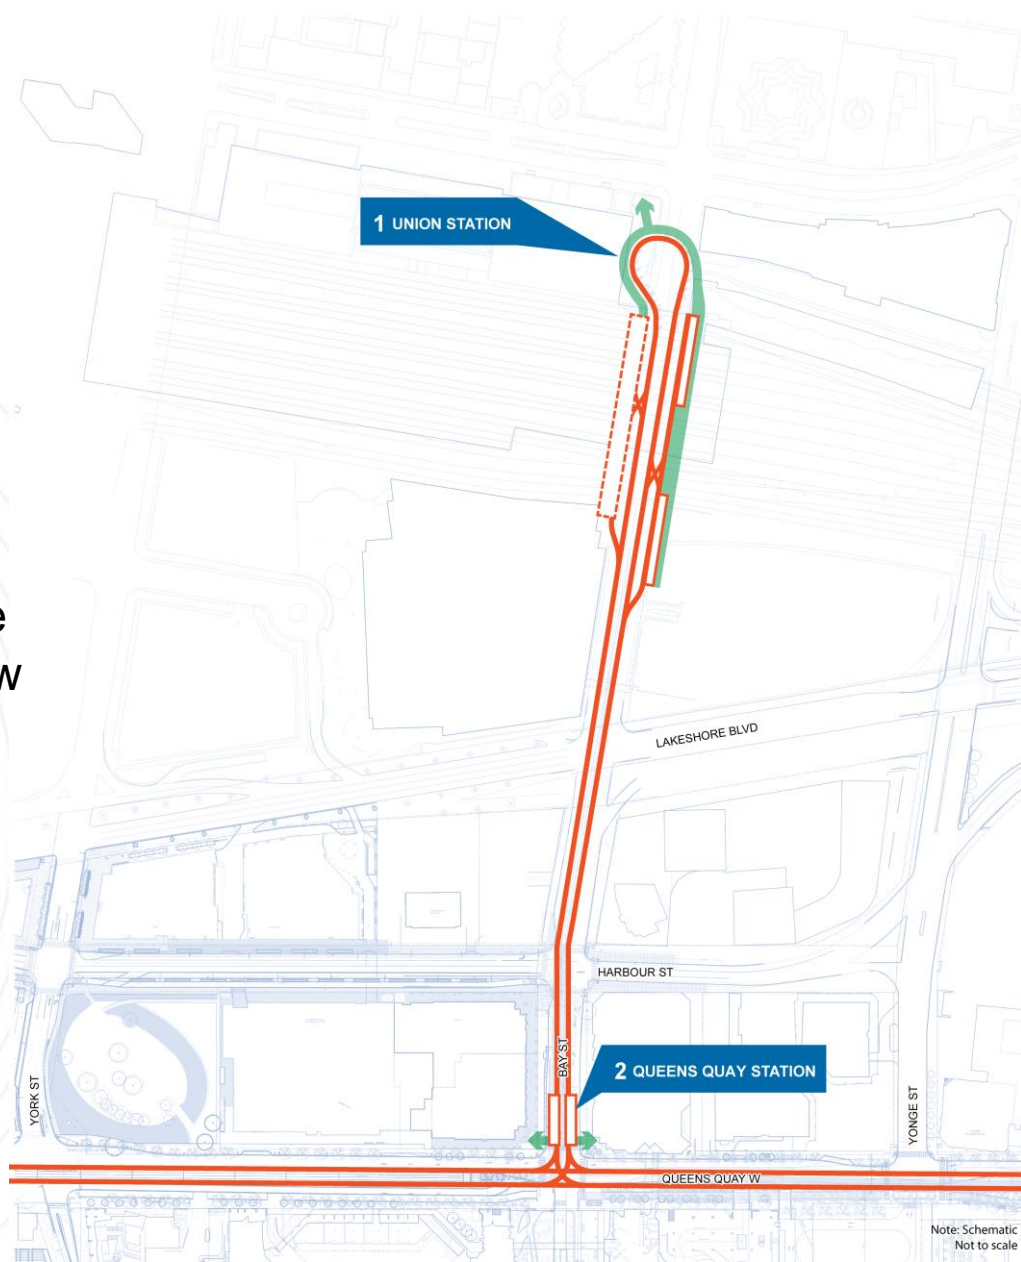 1 UNION STATION
e
w
LAKESHORE BLVD
HARBOUR ST
BAY ST
2 QUEENS QUAY STATION
YORK ST
YONGE ST
QUEENS QUAY W
Note: Schematic
Not to scale